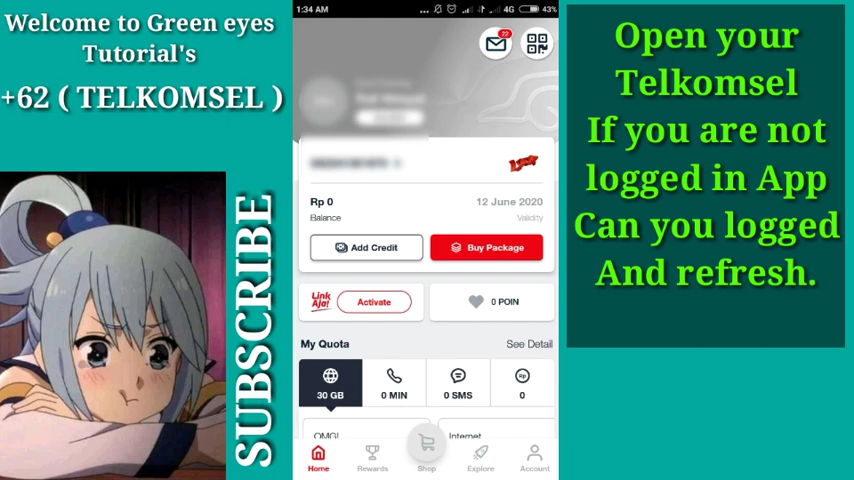 Welcome to Green eyes
Tutorial's
+62 ( TELKOMSEL )
SUBSCRIBE
1:34 AM
4G
43%
22
Rp 0
12 June 2020
Balance
Validity
Add Credit
Buy Package
Link
Aja!
Activate
0 POIN
My Quota
See Detail
30 GB
0 MIN
0 SMS
Rp
0
OMG!
Internet
Home
Rewards
Shop
Explore
Account
Open your
Telkomsel
If you are not
logged in App
Can you logged
And refresh.